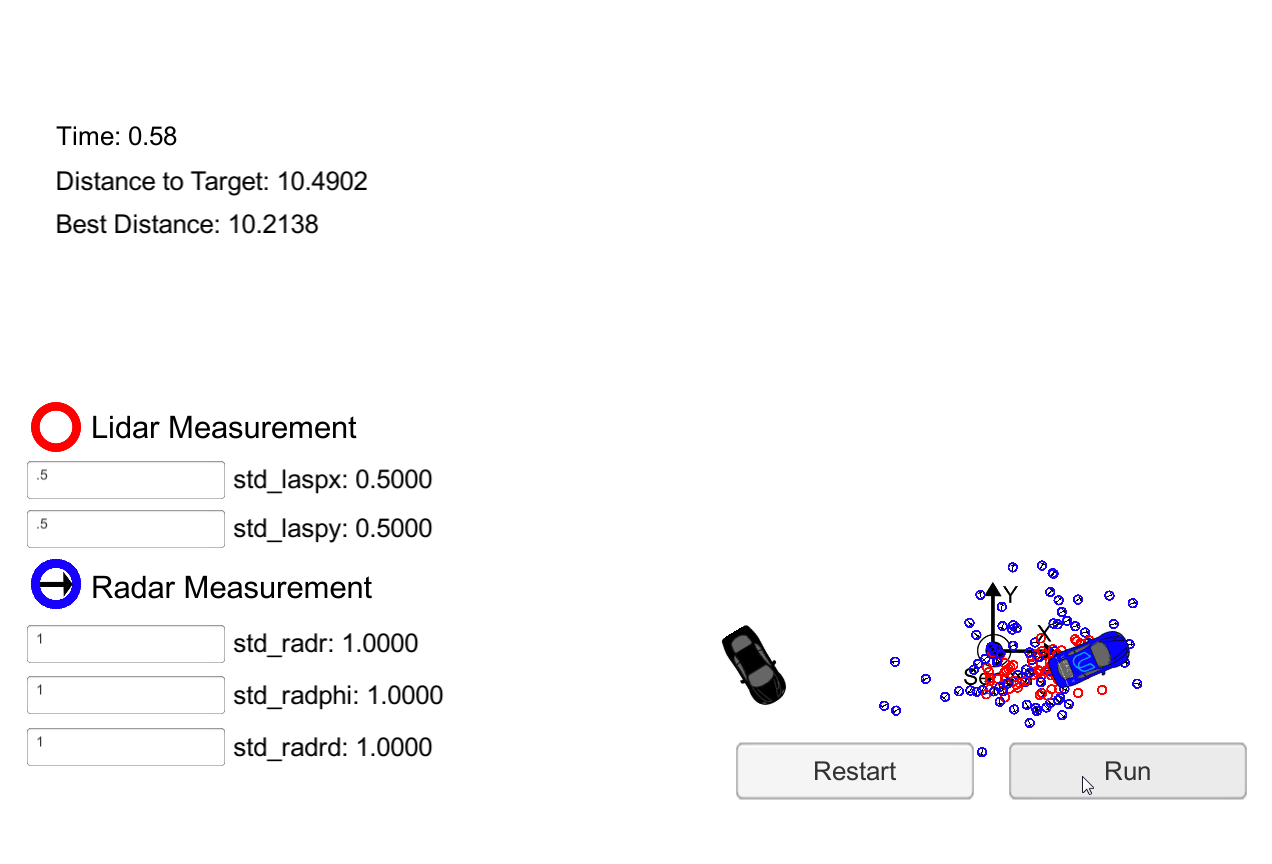 Time: 0.58
Distance to Target: 10.4902
Best Distance: 10.2138
Lidar Measurement
.5
std_laspx: 0.5000
.5
std_laspy: 0.5000
Radar Measurement
1
std_radr: 1.0000
1
std_radphi: 1.0000
1
std_radrd: 1.0000
Y
X
Restart
Run